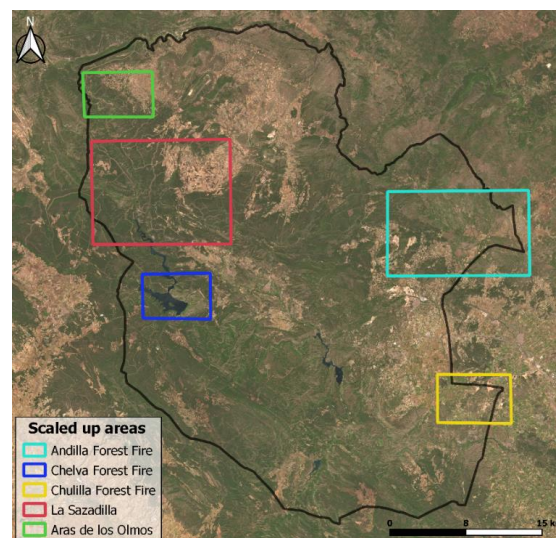 N
Scaled up areas
Andilla Forest Fire
Chelva Forest Fire
Chulilla Forest Fire
La Sazadilla
Aras de los Olmos
0 8 15 k